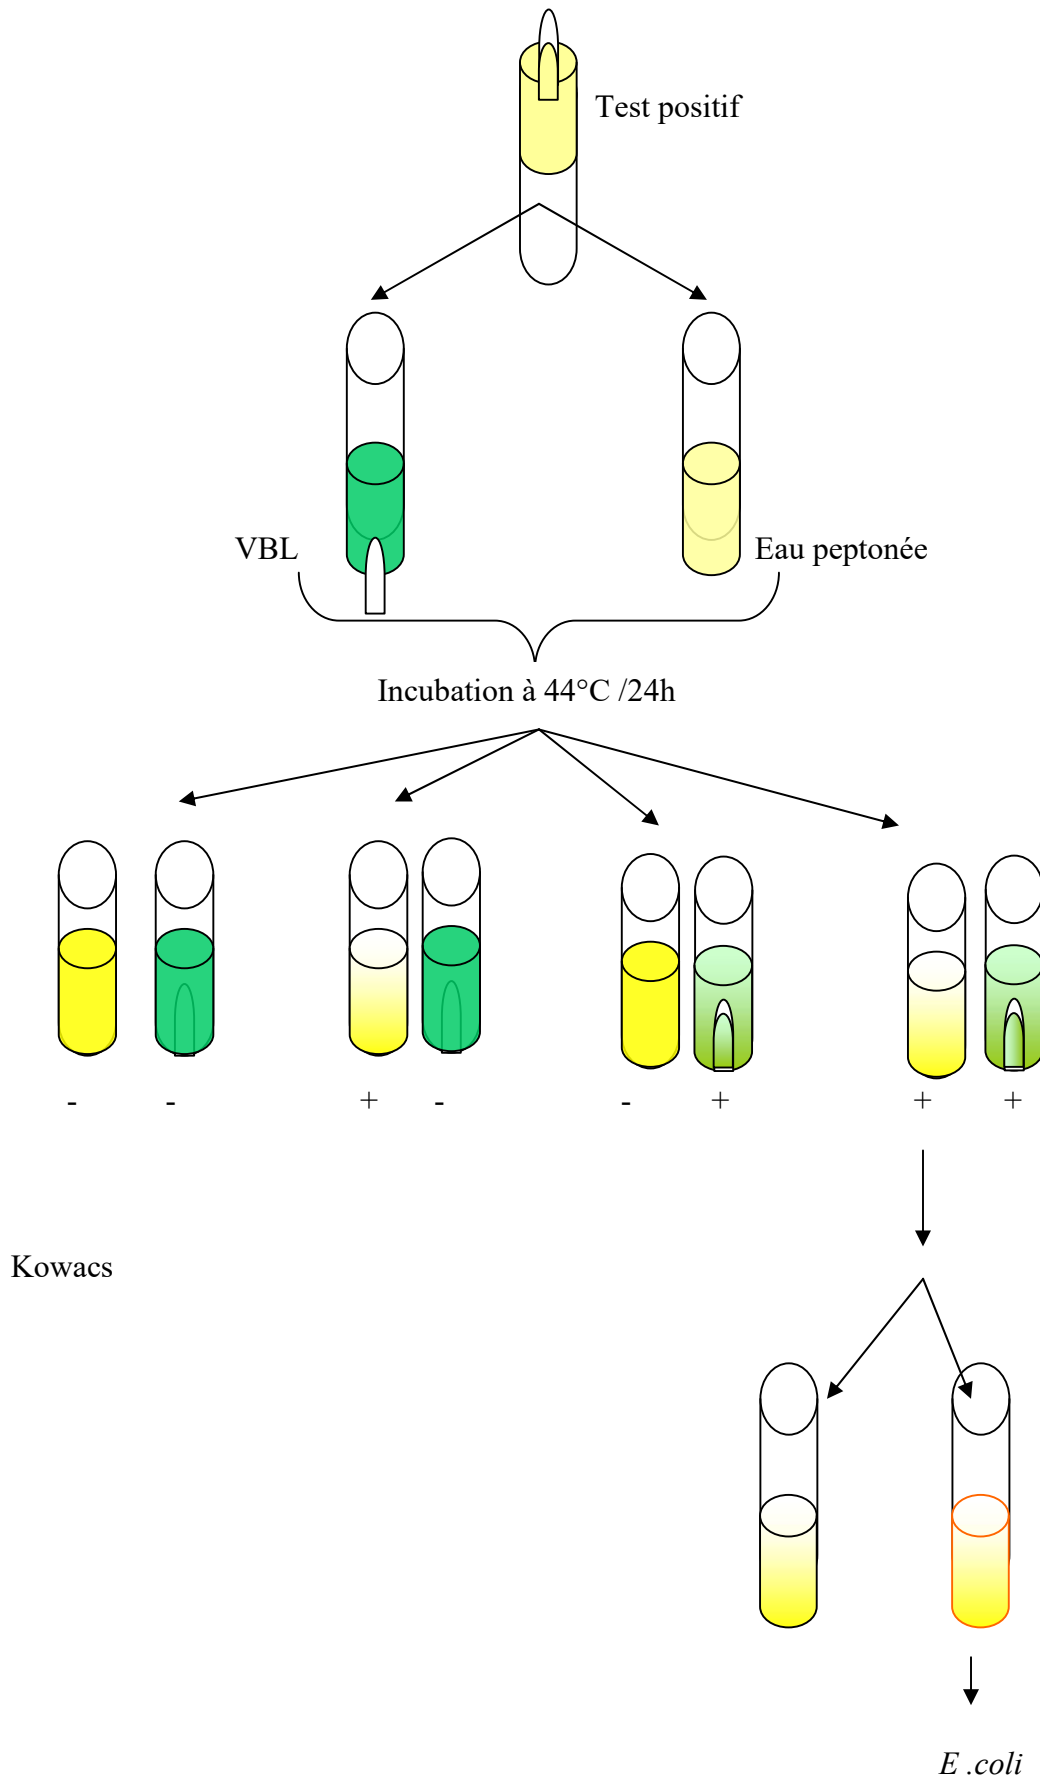 Test positif
VBL
Eau peptonée
Incubation à 44°C /24h
- - + - - + + +
Kowacs
E .coli